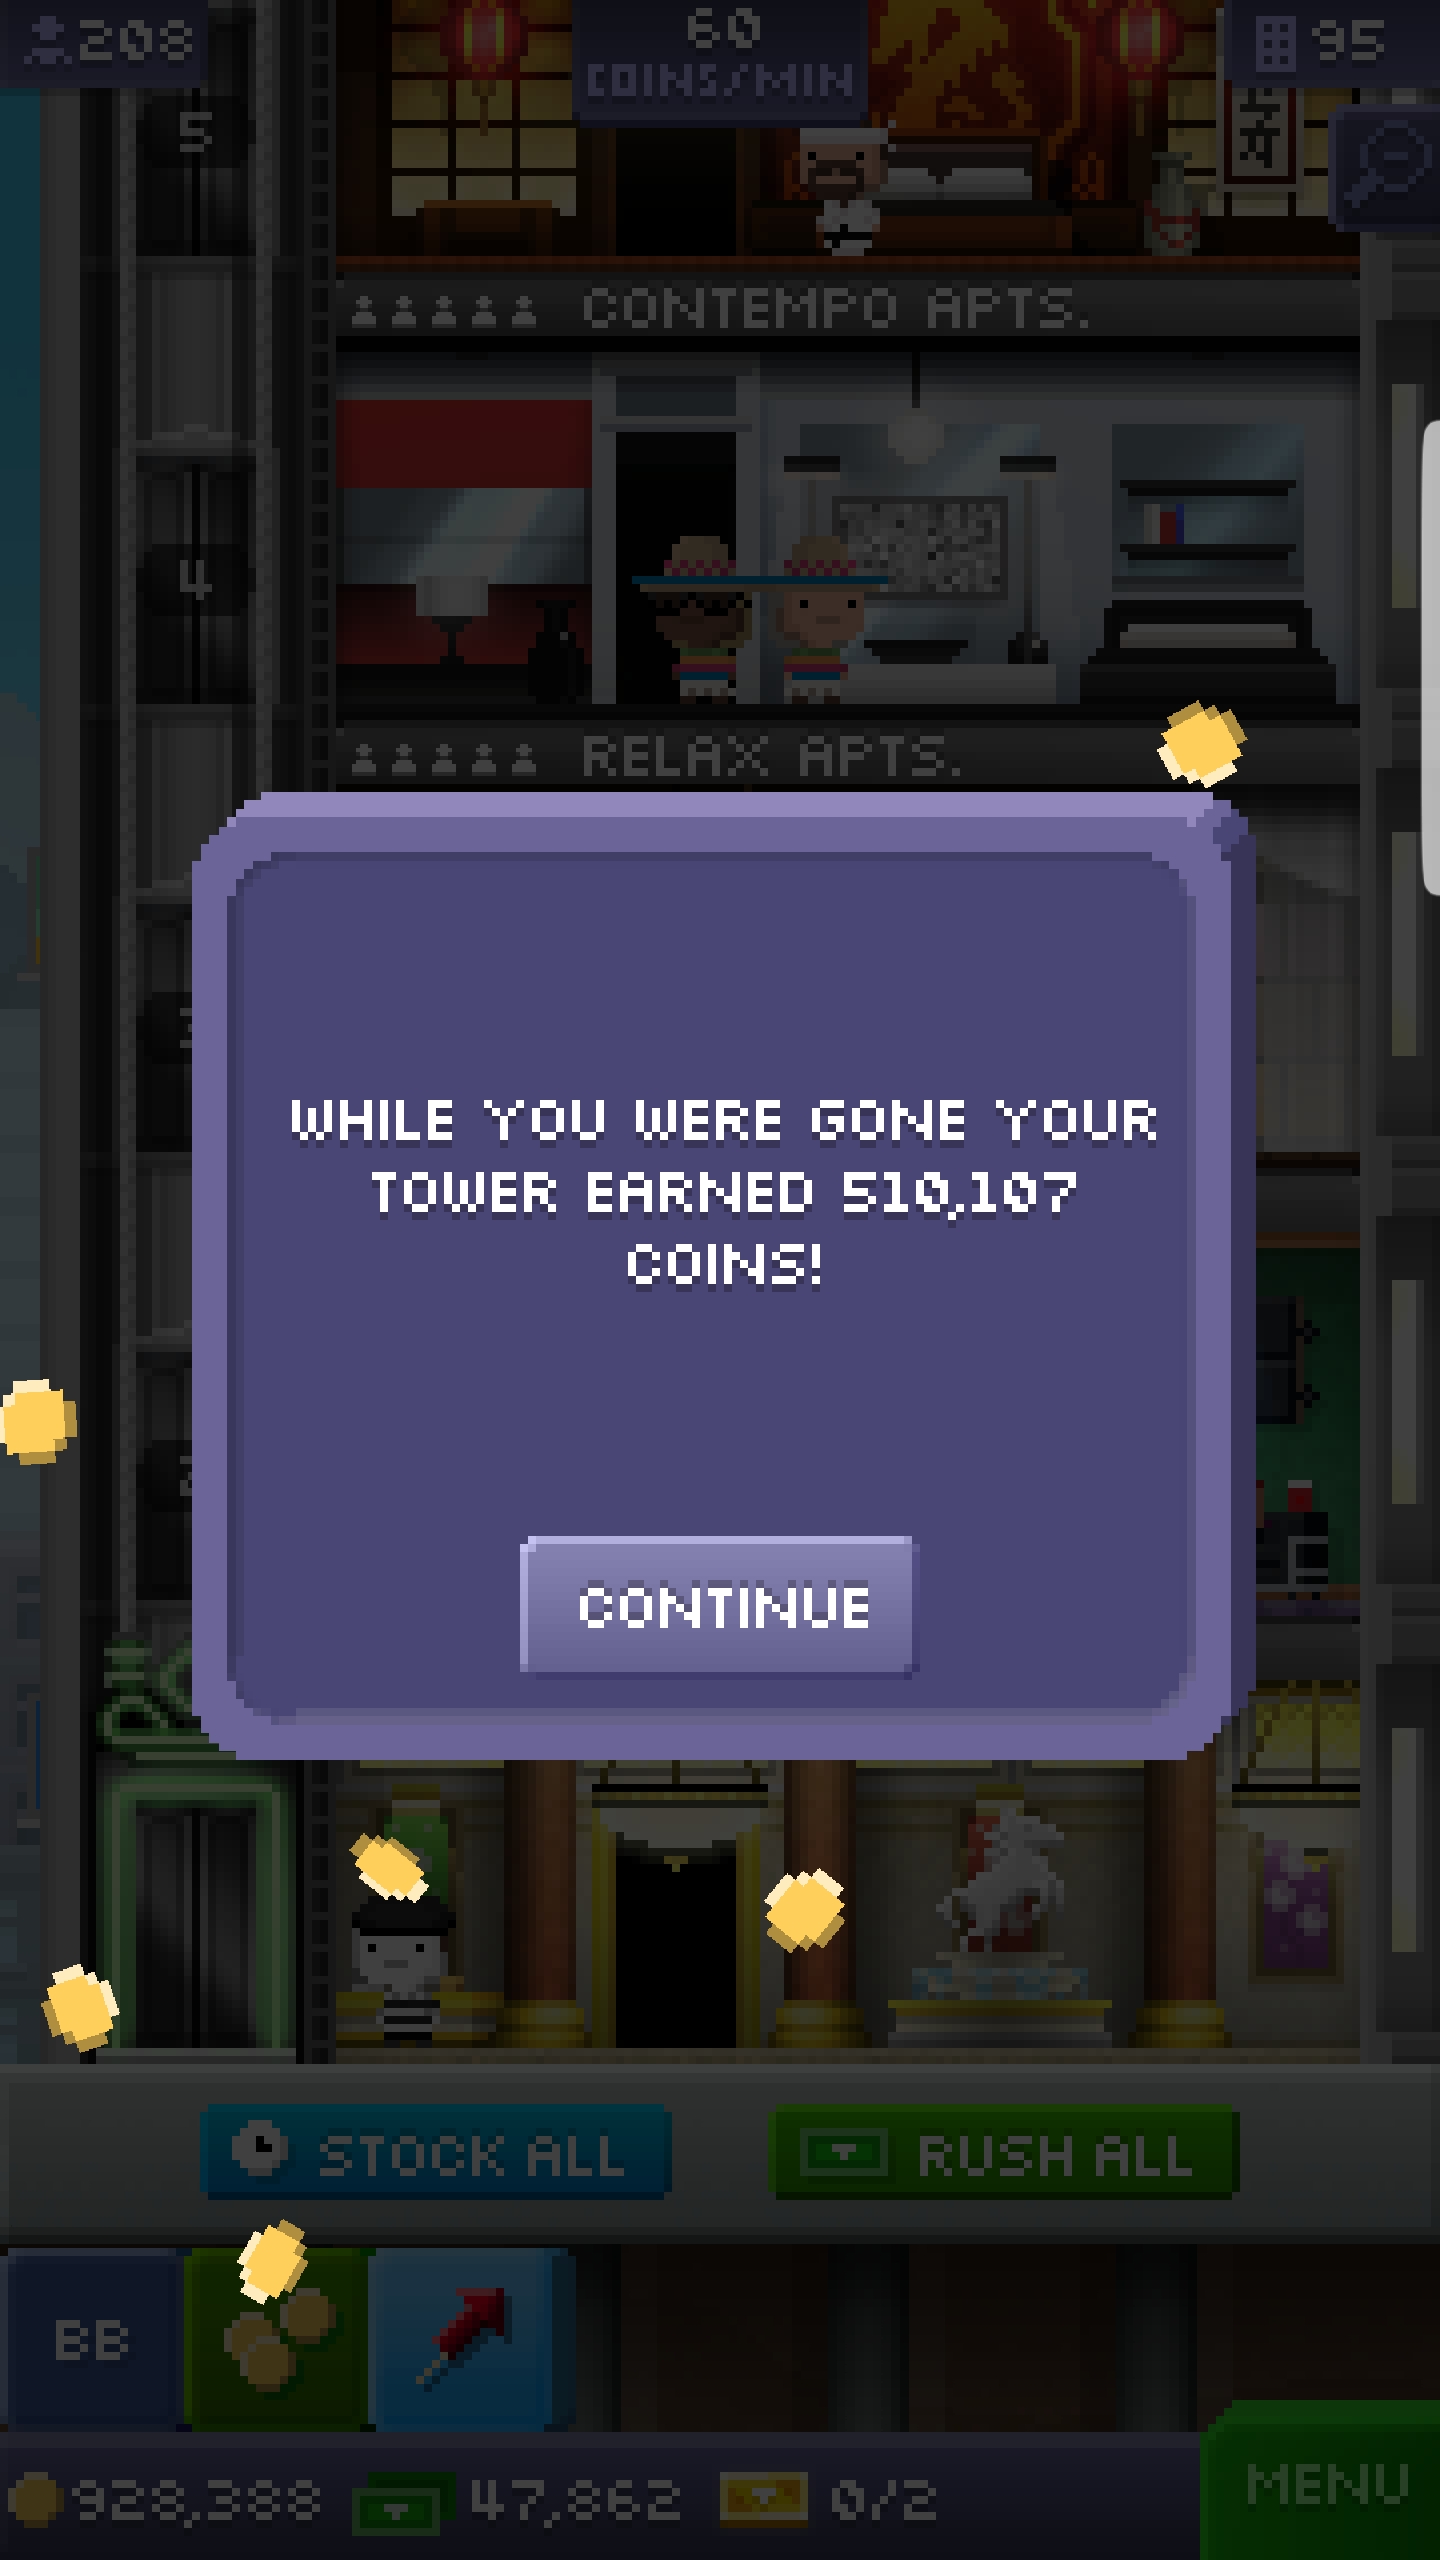 208
60
COINS/MIN
95
5
CONTEMPO APTS.
4
RELAX APTS.
WHILE YOU WERE GONE YOUR
TOWER EARNED 510,107
COINS!
CONTINUE
STOCK ALL
RUSH ALL
BB
928,388
47,862
0/2
MENU